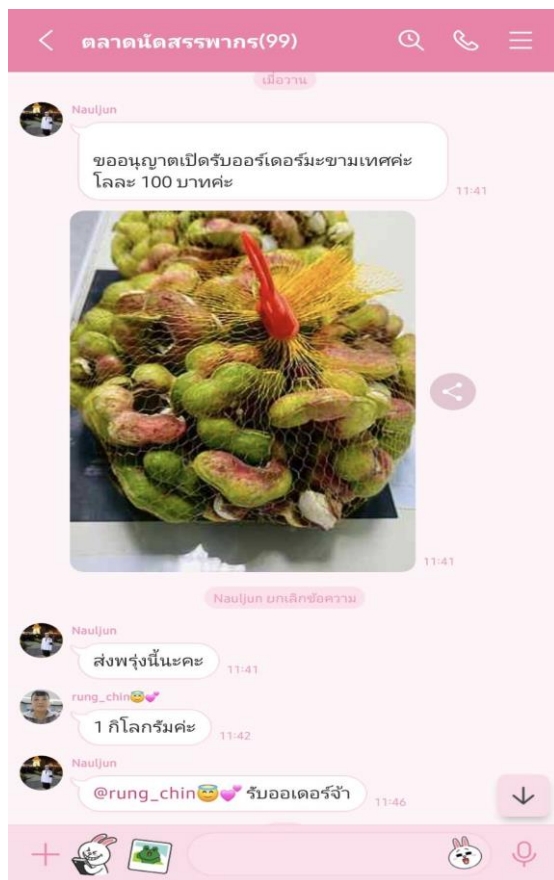 ตลาดนัดสรรพากร(99)
เมื่อวาน
Nauljun
ขออนุญาตเปิดรับออร์เดอร์มะขามเทศค่ะ
โลละ 100 บาทค่ะ
11:41
11:41
Nauljun ยกเลิกข้อความ
Nauljun
ส่งพรุ่งนี้นะคะ
11:41
rung_chin😇💕
1 กิโลกรัมค่ะ
11:42
Nauljun
@rung_chin😇💕 รับออเดอร์จ้า
11:46